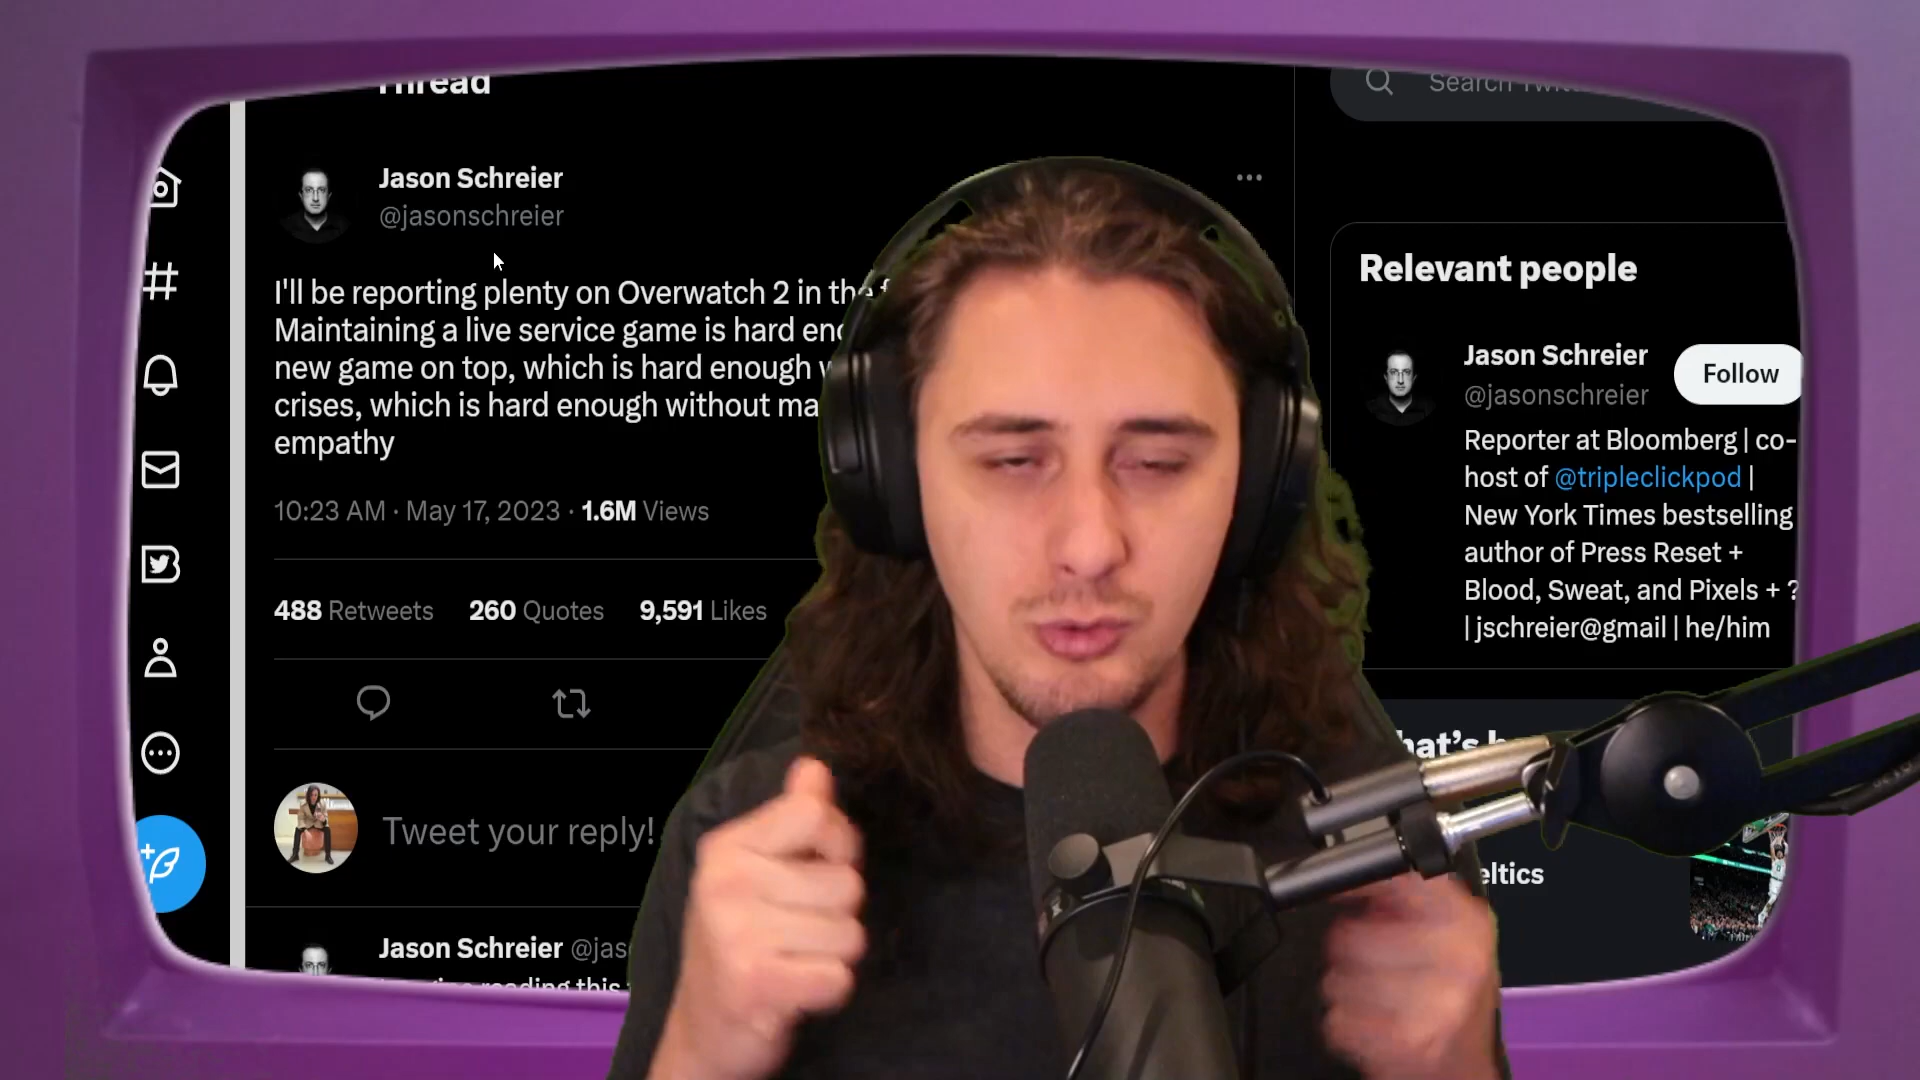 Thread
Search
Jason Schreier
@jasonschreier
I'll be reporting plenty on Overwatch 2 in the
Maintaining a live service game is hard
new game on top, which is hard enough
crises, which is hard enough without
empathy
10:23 AM · May 17, 2023 · 1.6M Views
488 Retweets 260 Quotes 9,591 Likes
Tweet your reply!
Jason Schreier
reading this
Relevant people
Jason Schreier
Follow
@jasonschreier
Reporter at Bloomberg | co-
host of @tripleclickpod |
New York Times bestselling
author of Press Reset +
Blood, Sweat, and Pixels + ?
| jschreier@gmail | he/him